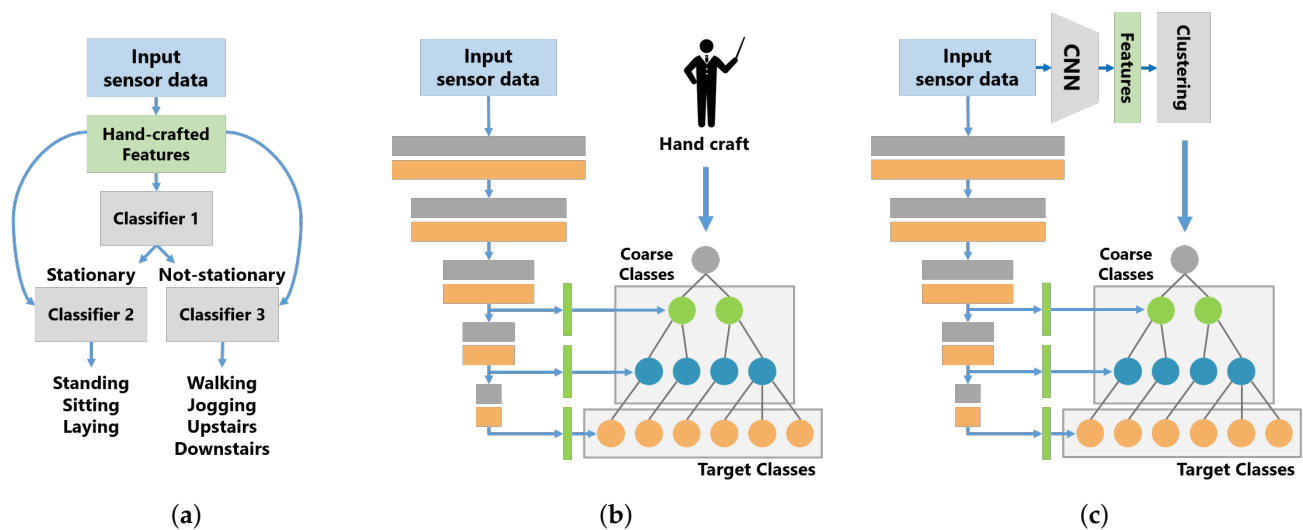 Input
sensor data
Hand-crafted
Features
Classifier 1
Stationary
Not-stationary
Classifier 2
Classifier 3
Standing
Sitting
Laying
Walking
Jogging
Upstairs
Downstairs
(a)
Input
sensor data
Hand craft
Coarse
Classes
Target Classes
(b)
Input
sensor data
CNN
Features
Clustering
Coarse
Classes
Target Classes
(c)